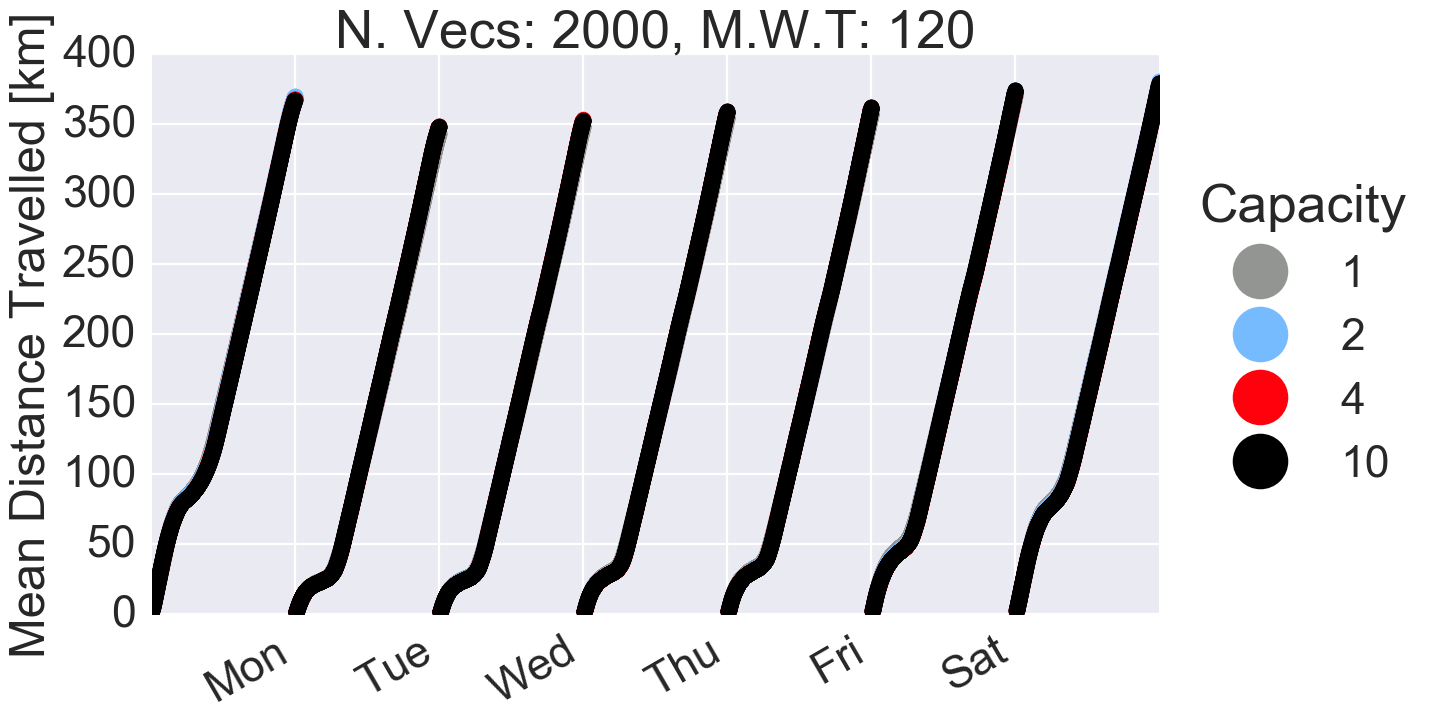 N. Vecs: 2000, M.W.T: 120
Mean Distance Travelled [km]
400
350
300
250
200
150
100
50
0
Mon
Tue
Wed
Thu
Fri
Sat
Capacity
1
2
4
10